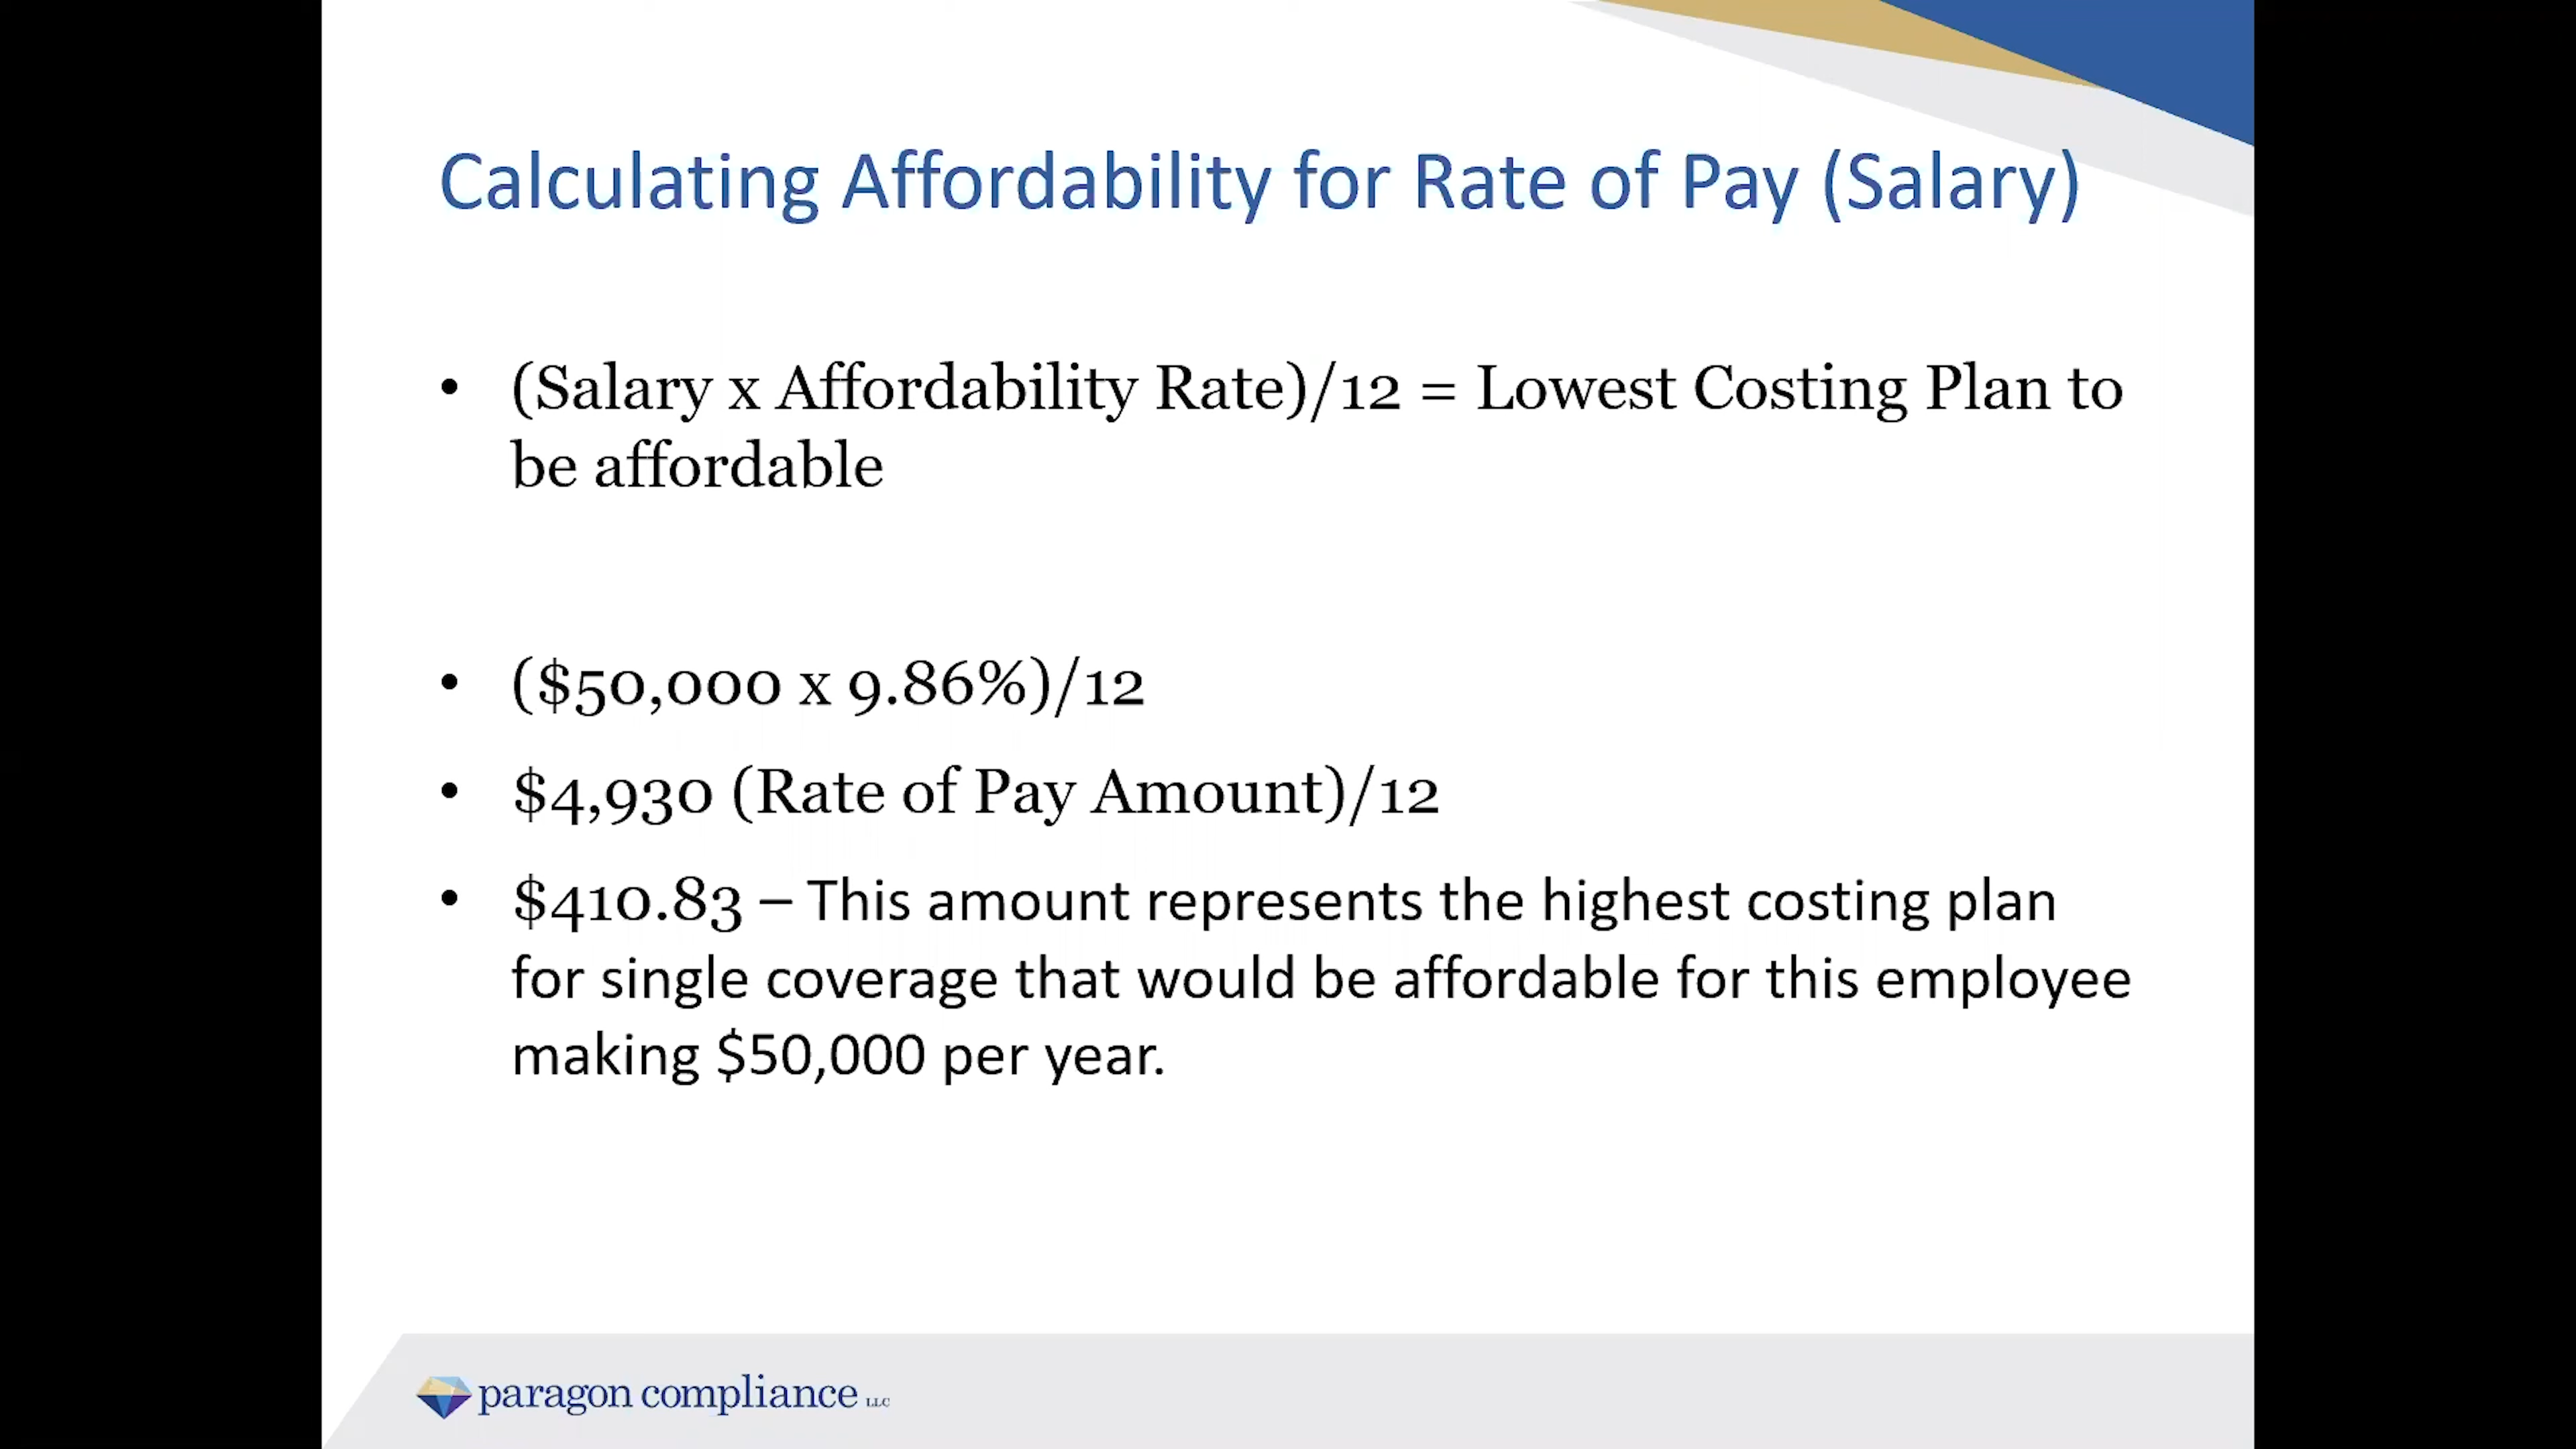 Calculating Affordability for Rate of Pay (Salary)
• (Salary x Affordability Rate)/12 = Lowest Costing Plan to
be affordable
• ($50,000 x 9.86%)/12
• $4,930 (Rate of Pay Amount)/12
• $410.83 – This amount represents the highest costing plan
for single coverage that would be affordable for this employee
making $50,000 per year.
paragon compliance LLC